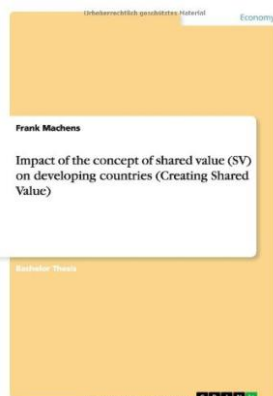 Urheberrechtlich geschütztes Material
Economy
Frank Machens
Impact of the concept of shared value (SV)
on developing countries (Creating Shared
Value)
Bachelor Thesis